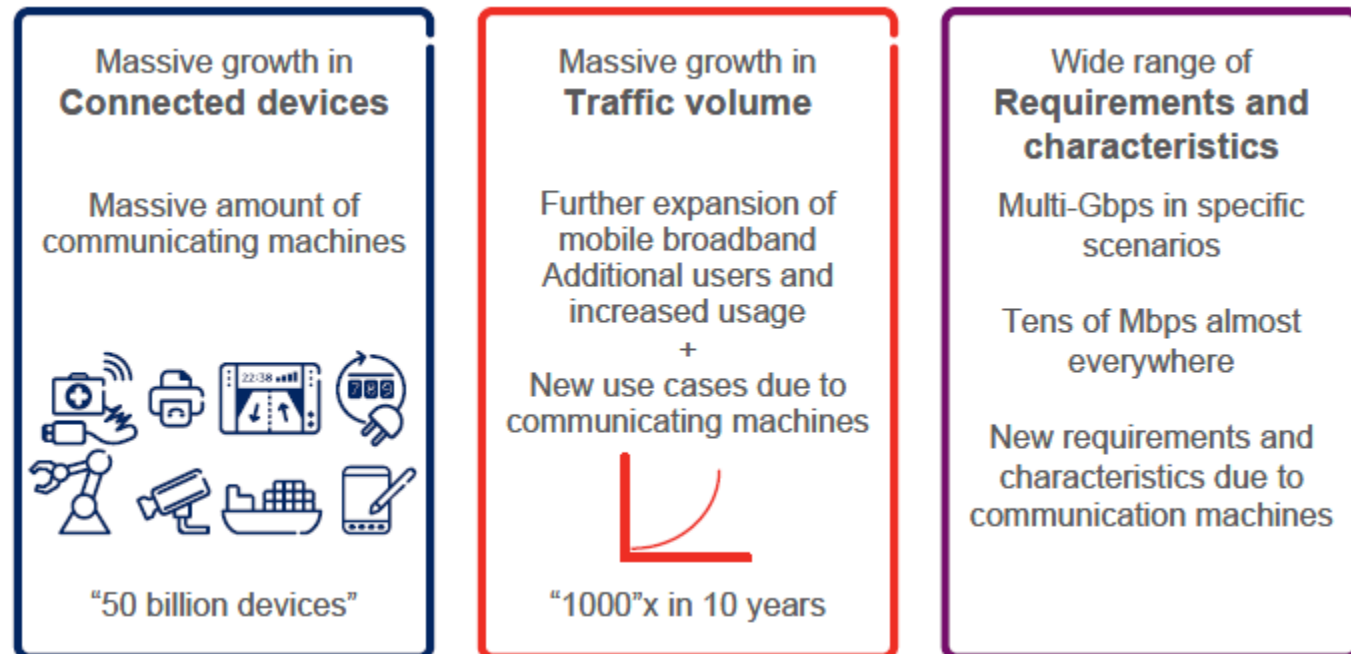 Massive growth in
Connected devices
Massive amount of
communicating machines
22:38
789
“50 billion devices”
Massive growth in
Traffic volume
Further expansion of
mobile broadband
Additional users and
increased usage
+
New use cases due to
communicating machines
“1000”x in 10 years
Wide range of
Requirements and
characteristics
Multi-Gbps in specific
scenarios
Tens of Mbps almost
everywhere
New requirements and
characteristics due to
communication machines